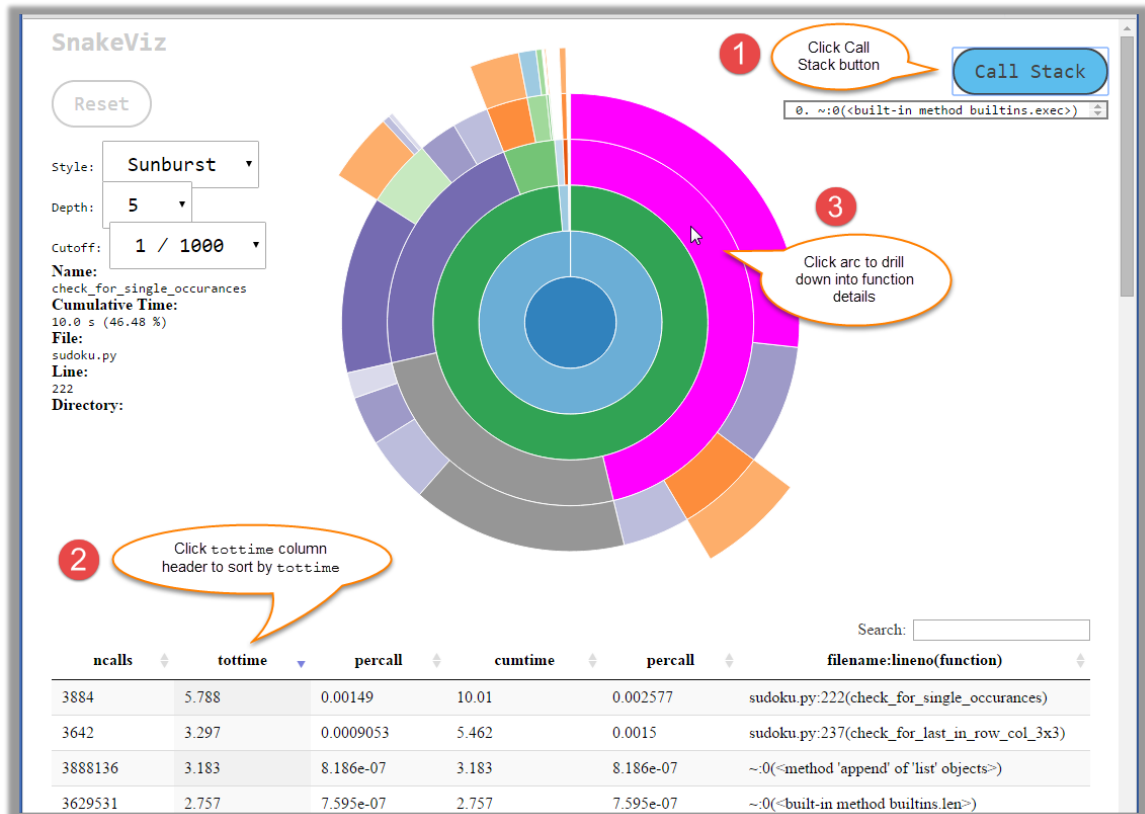 SnakeViz
Reset
Style: Sunburst
Depth: 5
Cutoff: 1 / 1000
Name:
check_for_single_occurances
Cumulative Time:
10.0 s (46.48 %)
File:
sudoku.py
Line:
222
Directory:
1
Click Call
Stack button
Call Stack
0. ~:0(<built-in method builtins.exec>)
3
Click arc to drill
down into function
details
2
Click tottime column
header to sort by tottime
Search:
ncalls tottime percall cumtime percall filename:lineno(function)
3884 5.788 0.00149 10.01 0.002577 sudoku.py:222(check_for_single_occurances)
3642 3.297 0.0009053 5.462 0.0015 sudoku.py:237(check_for_last_in_row_col_3x3)
3888136 3.183 8.186e-07 3.183 8.186e-07 ~:0(<method 'append' of 'list' objects>)
3629531 2.757 7.595e-07 2.757 7.595e-07 ~:0(<built-in method builtins.len>)